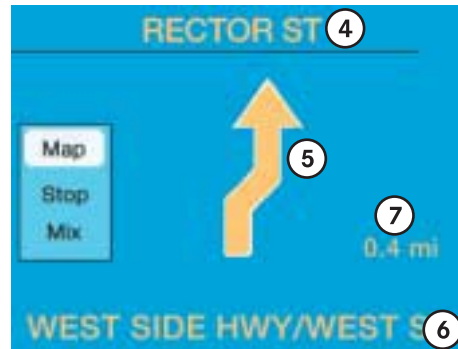 RECTOR ST 4
Map
5
Stop
7
Mix
0.4 mi
WEST SIDE HWY/WEST S 6